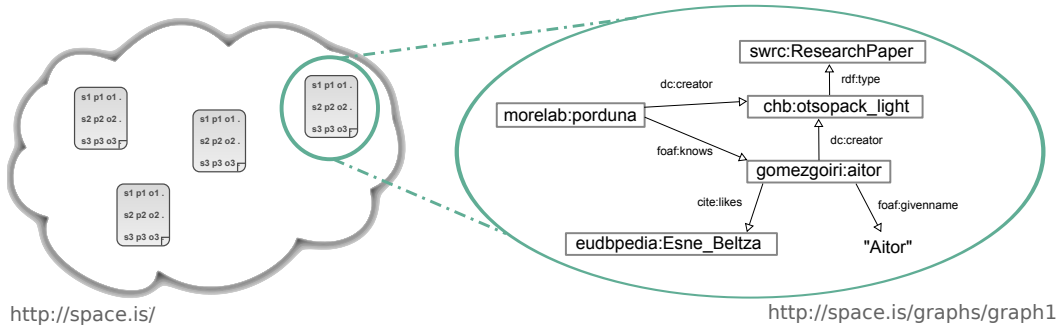 s1 p1 o1 .
s2 p2 o2 .
s3 p3 o3
s1 p1 o1 .
s2 p2 o2 .
s3 p3 o3
s1 p1 o1 .
s2 p2 o2 .
s3 p3 o3
s1 p1 o1 .
s2 p2 o2 .
s3 p3 o3
http://space.is/
swrc:ResearchPaper
rdf:type
dc:creator
chb:otsopack_light
morelab:porduna
dc:creator
foaf:knows
gomezgoiri:aitor
cite:likes
foaf:givenname
eudbpedia:Esne_Beltza
"Aitor"
http://space.is/graphs/graph1